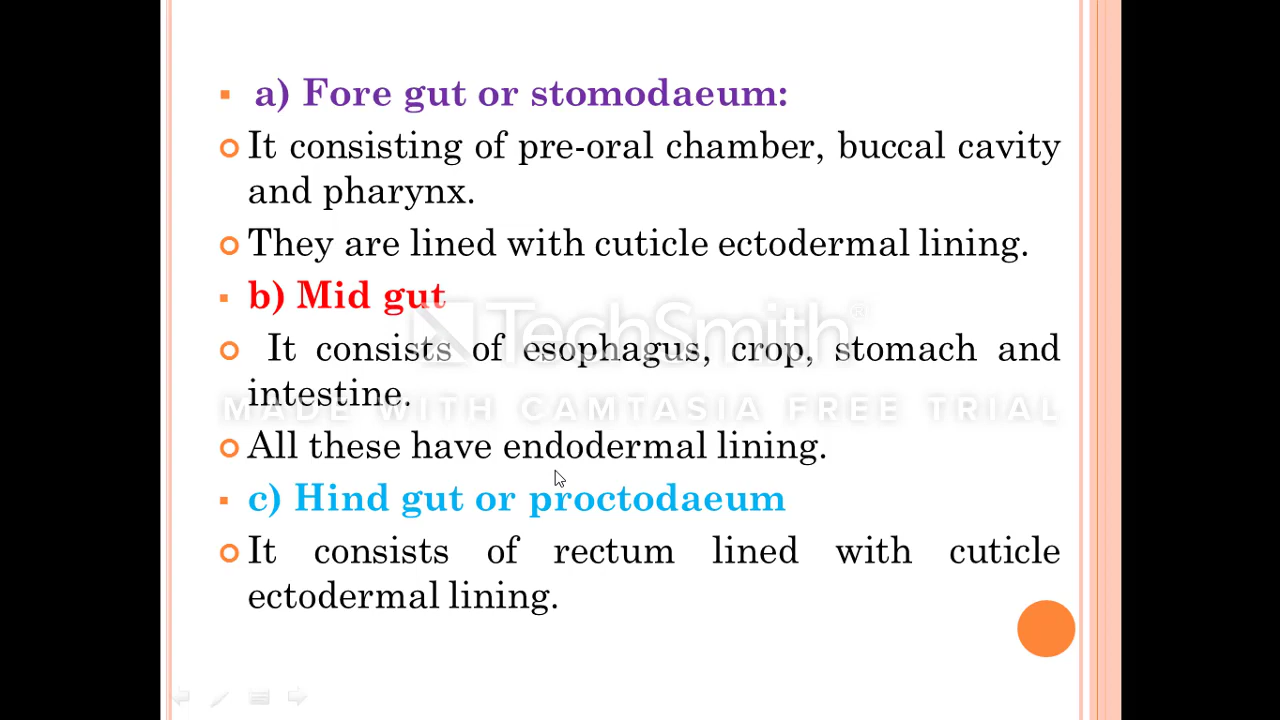 a) Fore gut or stomodaeum:
It consisting of pre-oral chamber, buccal cavity
and pharynx.
They are lined with cuticle ectodermal lining.
b) Mid gut
TechSmith®
It consists of esophagus, crop, stomach and
intestine.
MADE WITH CAMTASIA FREE TRIAL
All these have endodermal lining.
c) Hind gut or proctodaeum
It consists of rectum lined with cuticle
ectodermal lining.